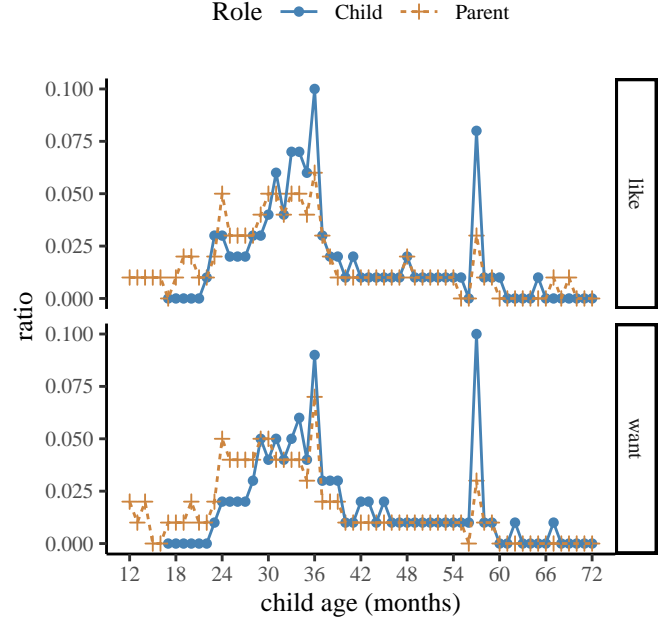 Role Child Parent
0.100
0.075
0.050
0.025
0.000
like
ratio
0.100
0.075
0.050
0.025
0.000
want
12 18 24 30 36 42 48 54 60 66 72
child age (months)